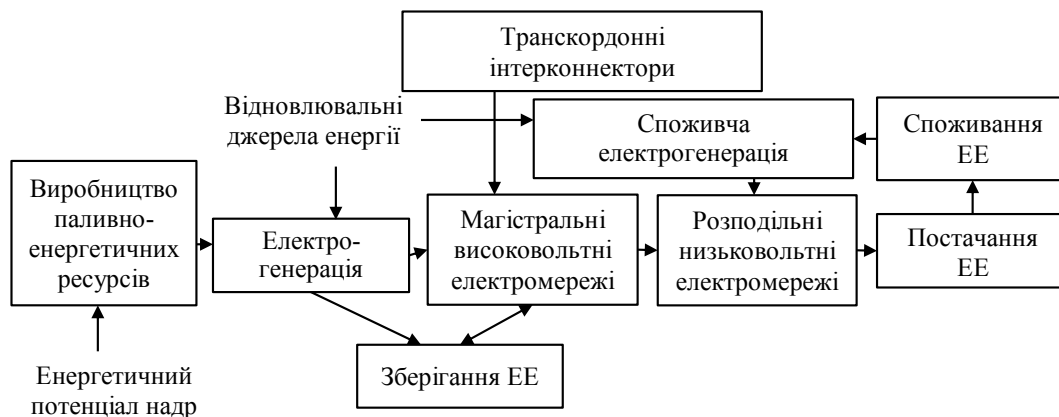 Транскордонні
інтерконнектори
Відновлювальні
джерела енергії
Споживча
електрогенерація
Споживання
ЕЕ
Виробництво
паливно-
енергетичних
ресурсів
Електро-
генерація
Магістральні
високовольтні
електромережі
Розподільні
низьковольтні
електромережі
Постачання
ЕЕ
Зберігання ЕЕ
Енергетичний
потенціал надр